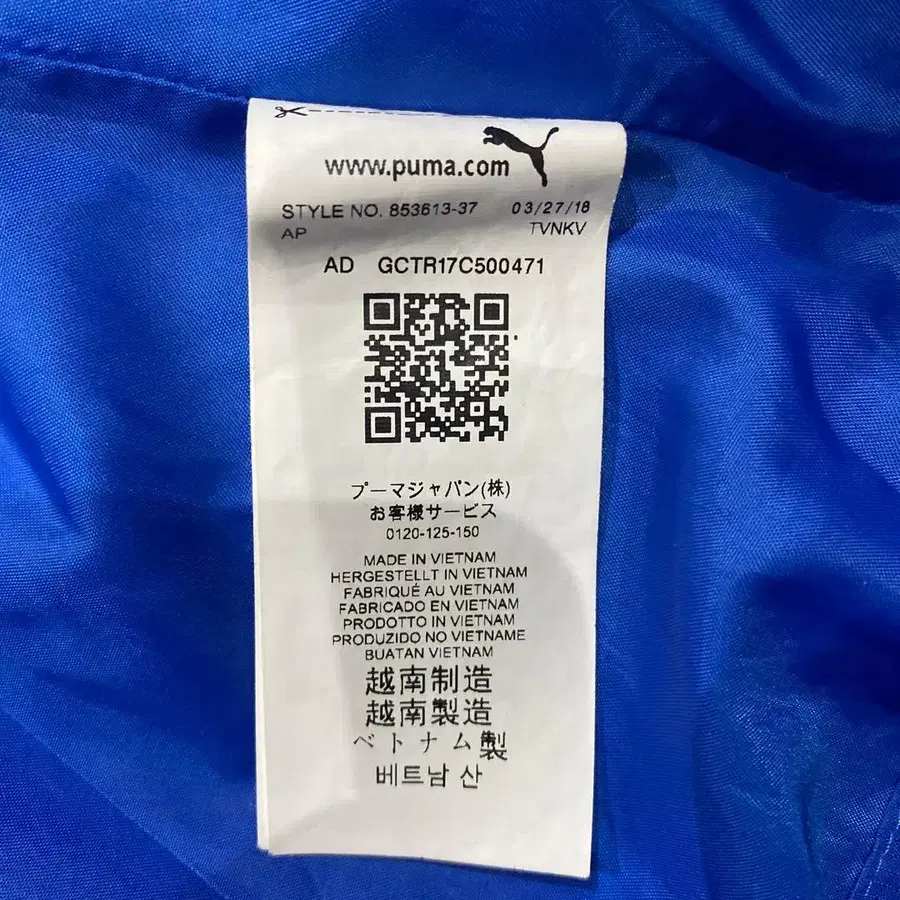 www.puma.com
STYLE NO. 853613-37 03/27/18
AP TVNKV
AD GCTR17C500471
プーマジャパン(株)
お客様サービス
0120-125-150
MADE IN VIETNAM
HERGESTELLT IN VIETNAM
FABRIQUÉ AU VIETNAM
FABRICADO EN VIETNAM
PRODOTTO IN VIETNAM
PRODUZIDO NO VIETNAME
BUATAN VIETNAM
越南制造
越南製造
ベトナム製
베트남 산